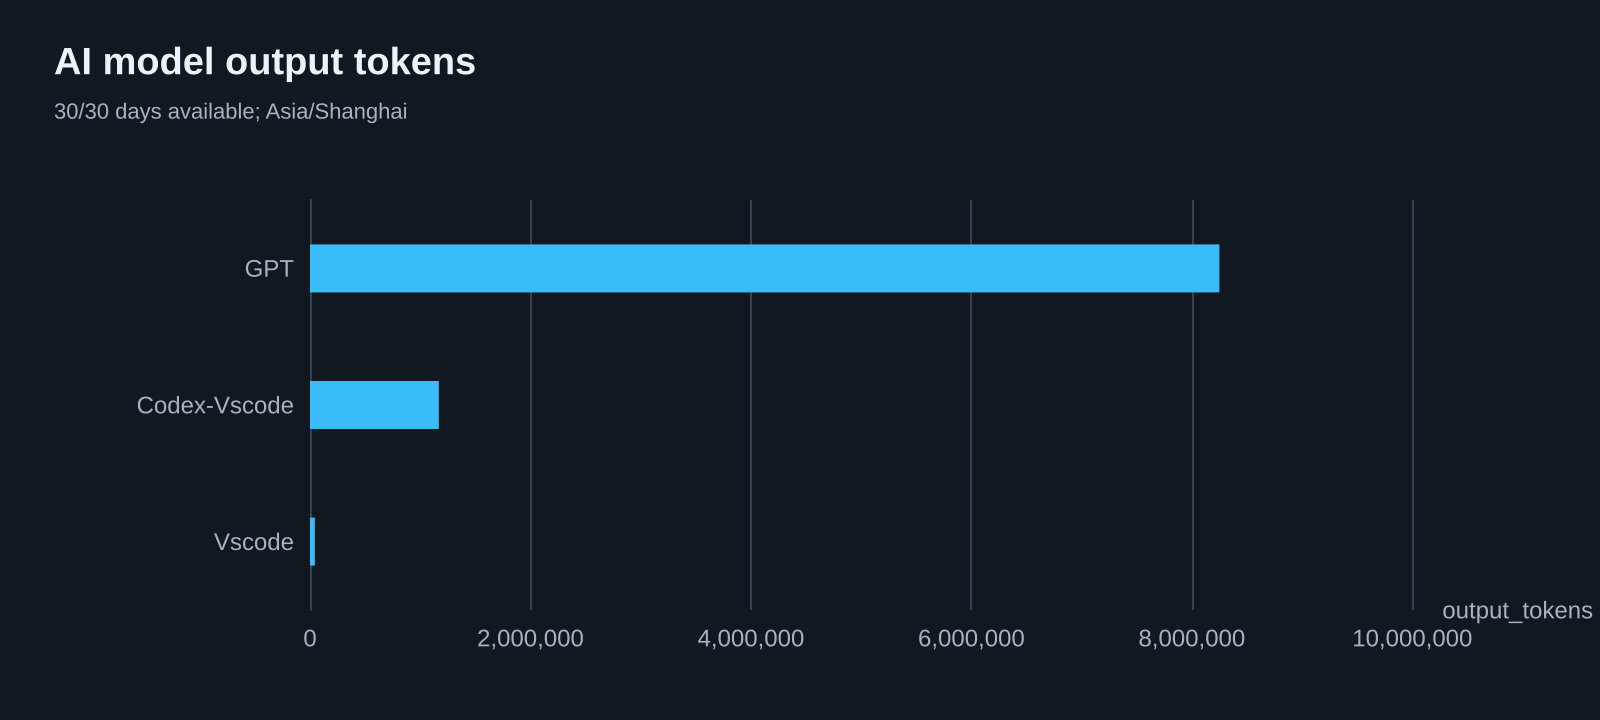 AI model output tokens
30/30 days available; Asia/Shanghai
GPT
Codex-Vscode
Vscode
output_tokens
0 2,000,000 4,000,000 6,000,000 8,000,000 10,000,000